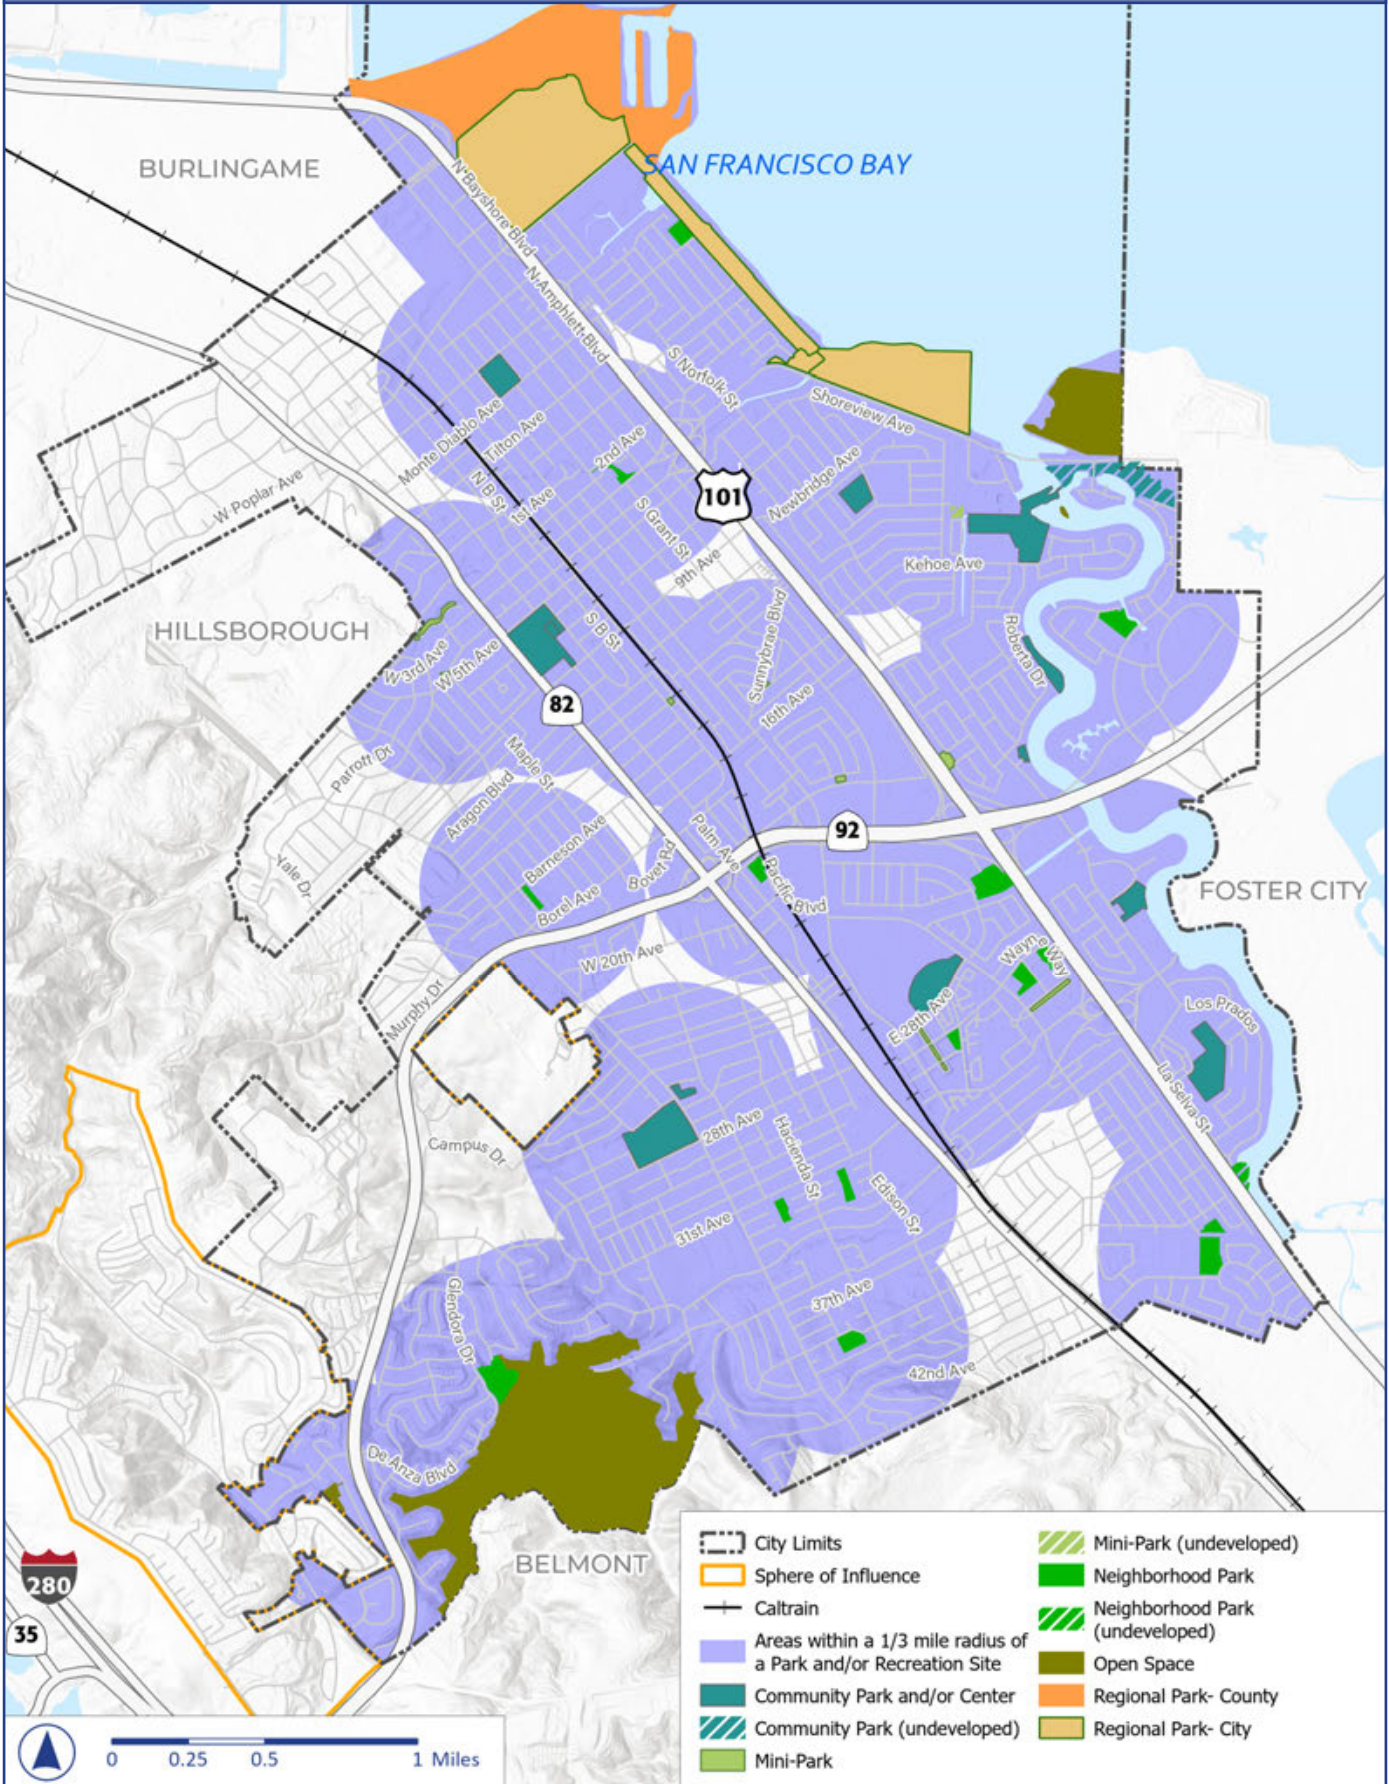 BURLINGAME
SAN FRANCISCO BAY
N Bayshore Blvd
N Amphlett Blvd
S Norfolk St
Shoreview Ave
Monte Diablo Ave
Tilton Ave
2nd Ave
N B St
1st Ave
101
Newbridge Ave
W Poplar Ave
S Grant St
9th Ave
Kehoe Ave
HILLSBOROUGH
W 3rd Ave
W 5th Ave
S B St
Sunnybrae Blvd
Roberta Dr
82
16th Ave
Parrott Dr
Maple St
Aragon Blvd
Barneson Ave
Palm Ave
92
Yale Dr
Bovet Rd
Borel Ave
Pacific Blvd
FOSTER CITY
W 20th Ave
Wayne Way
Murphy Dr
E 28th Ave
Los Prados
La Selva St
Campus Dr
28th Ave
Hacienda St
Edison St
31st Ave
Glendora Dr
37th Ave
42nd Ave
De Anza Blvd
BELMONT
280
35
City Limits
Sphere of Influence
Caltrain
Areas within a 1/3 mile radius of
a Park and/or Recreation Site
Community Park and/or Center
Community Park (undeveloped)
Mini-Park
Mini-Park (undeveloped)
Neighborhood Park
Neighborhood Park
(undeveloped)
Open Space
Regional Park- County
Regional Park- City
0 0.25 0.5 1 Miles